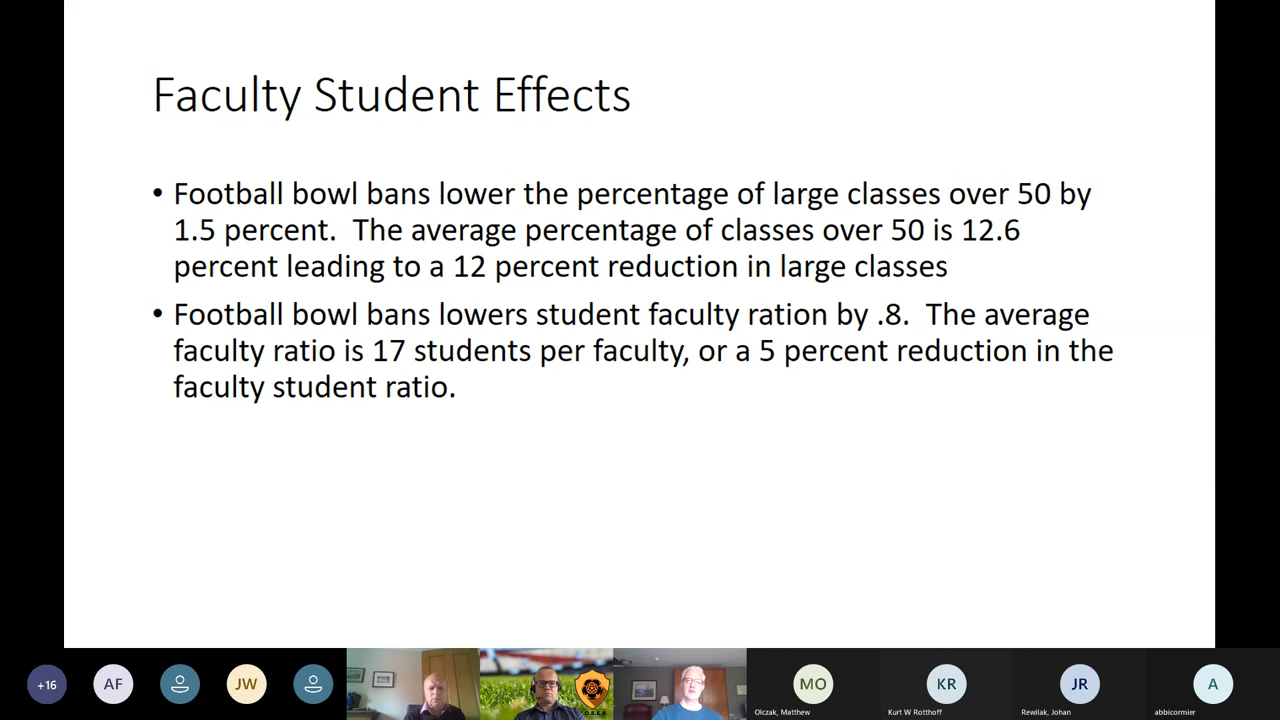 Faculty Student Effects
• Football bowl bans lower the percentage of large classes over 50 by
1.5 percent.  The average percentage of classes over 50 is 12.6
percent leading to a 12 percent reduction in large classes
• Football bowl bans lowers student faculty ration by .8.  The average
faculty ratio is 17 students per faculty, or a 5 percent reduction in the
faculty student ratio.
+16
AF
JW
MO
KR
JR
A
Olczak, Matthew
Kurt W Rotthoff
Rewilak, Johan
abbicormier